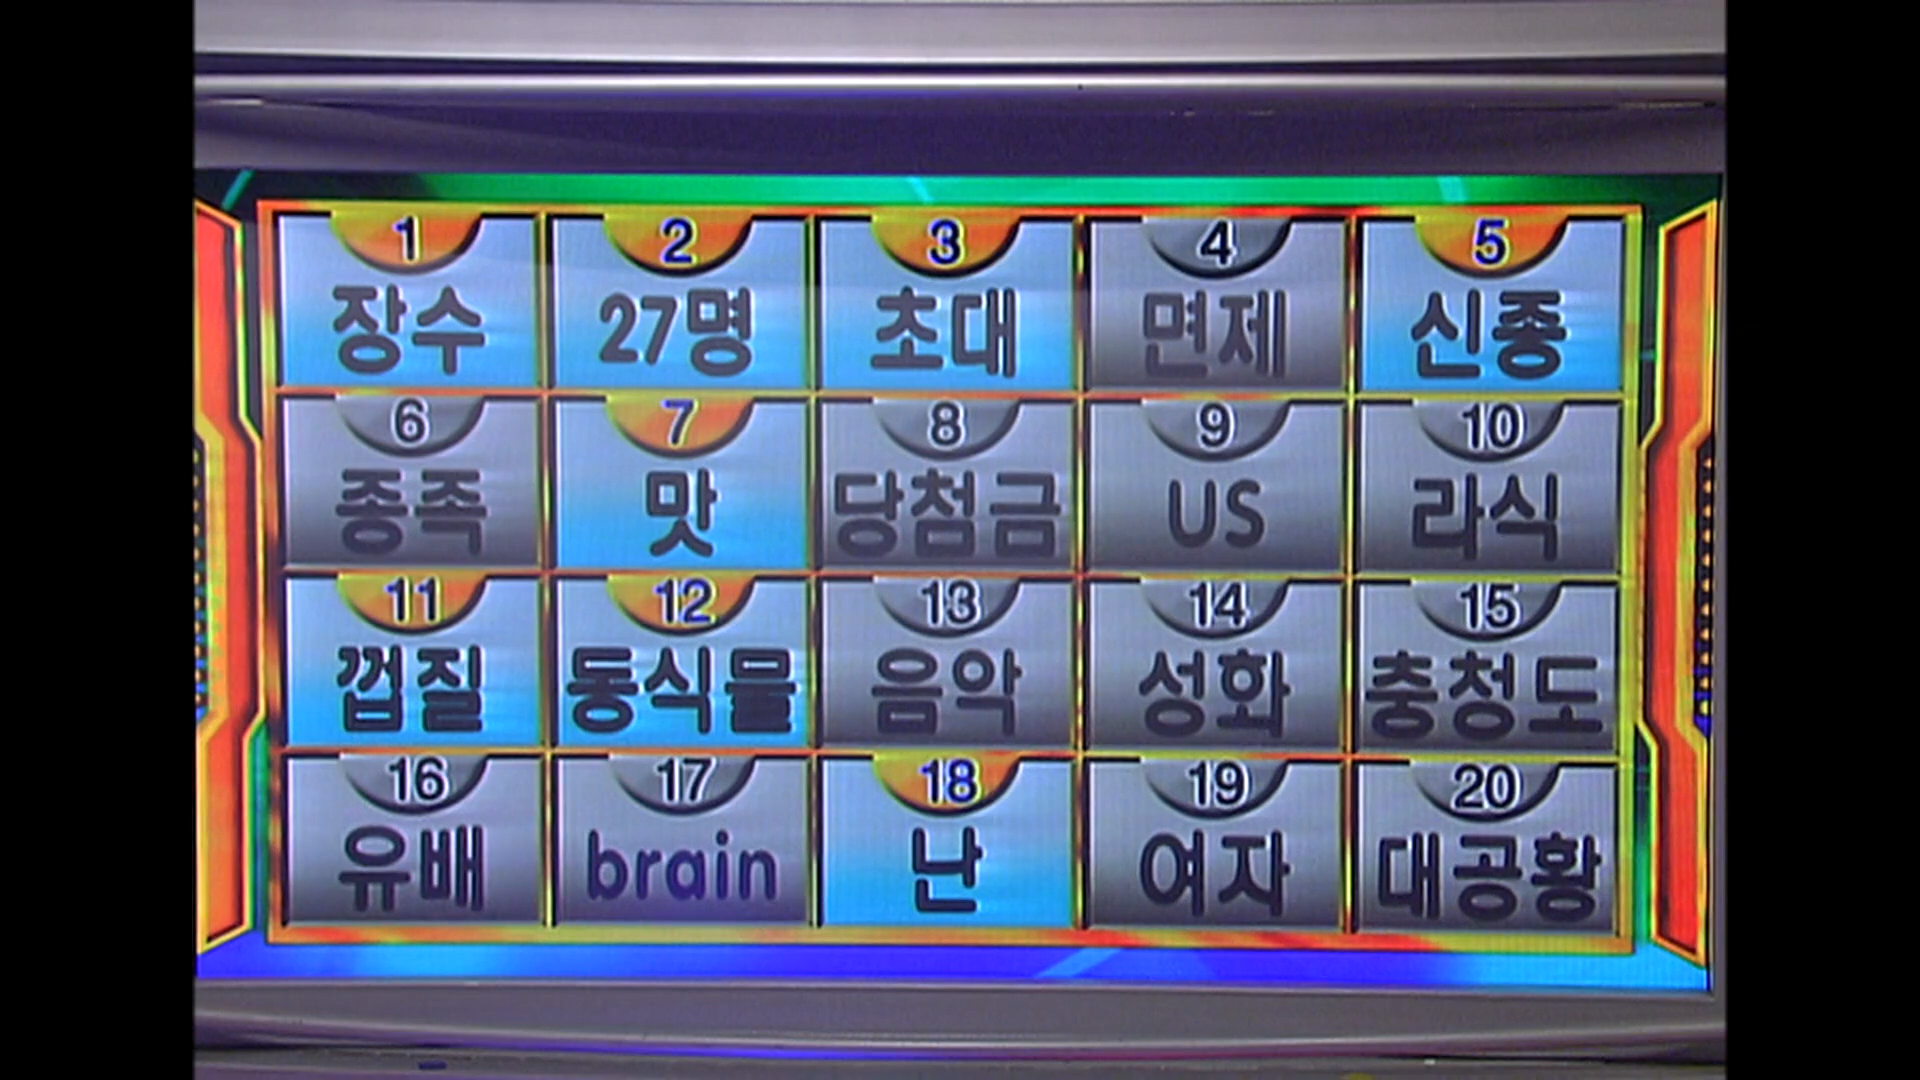 1 2 3 4 5
장수 27명 초대 면제 신종
6 7 8 9 10
종족 맛 당첨금 US 라식
11 12 13 14 15
껍질 동식물 음악 성화 충청도
16 17 18 19 20
유배 brain 난 여자 대공황